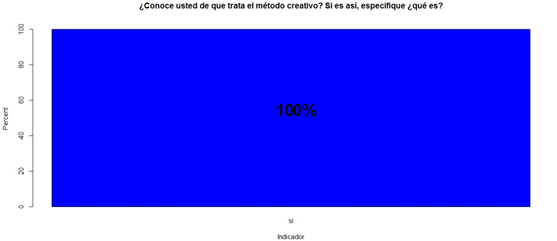 ¿Conoce usted de que trata el método creativo? Si es asi, especifique ¿qué es?
100
80
60
40
20
0
Percent
100%
si
Indicador